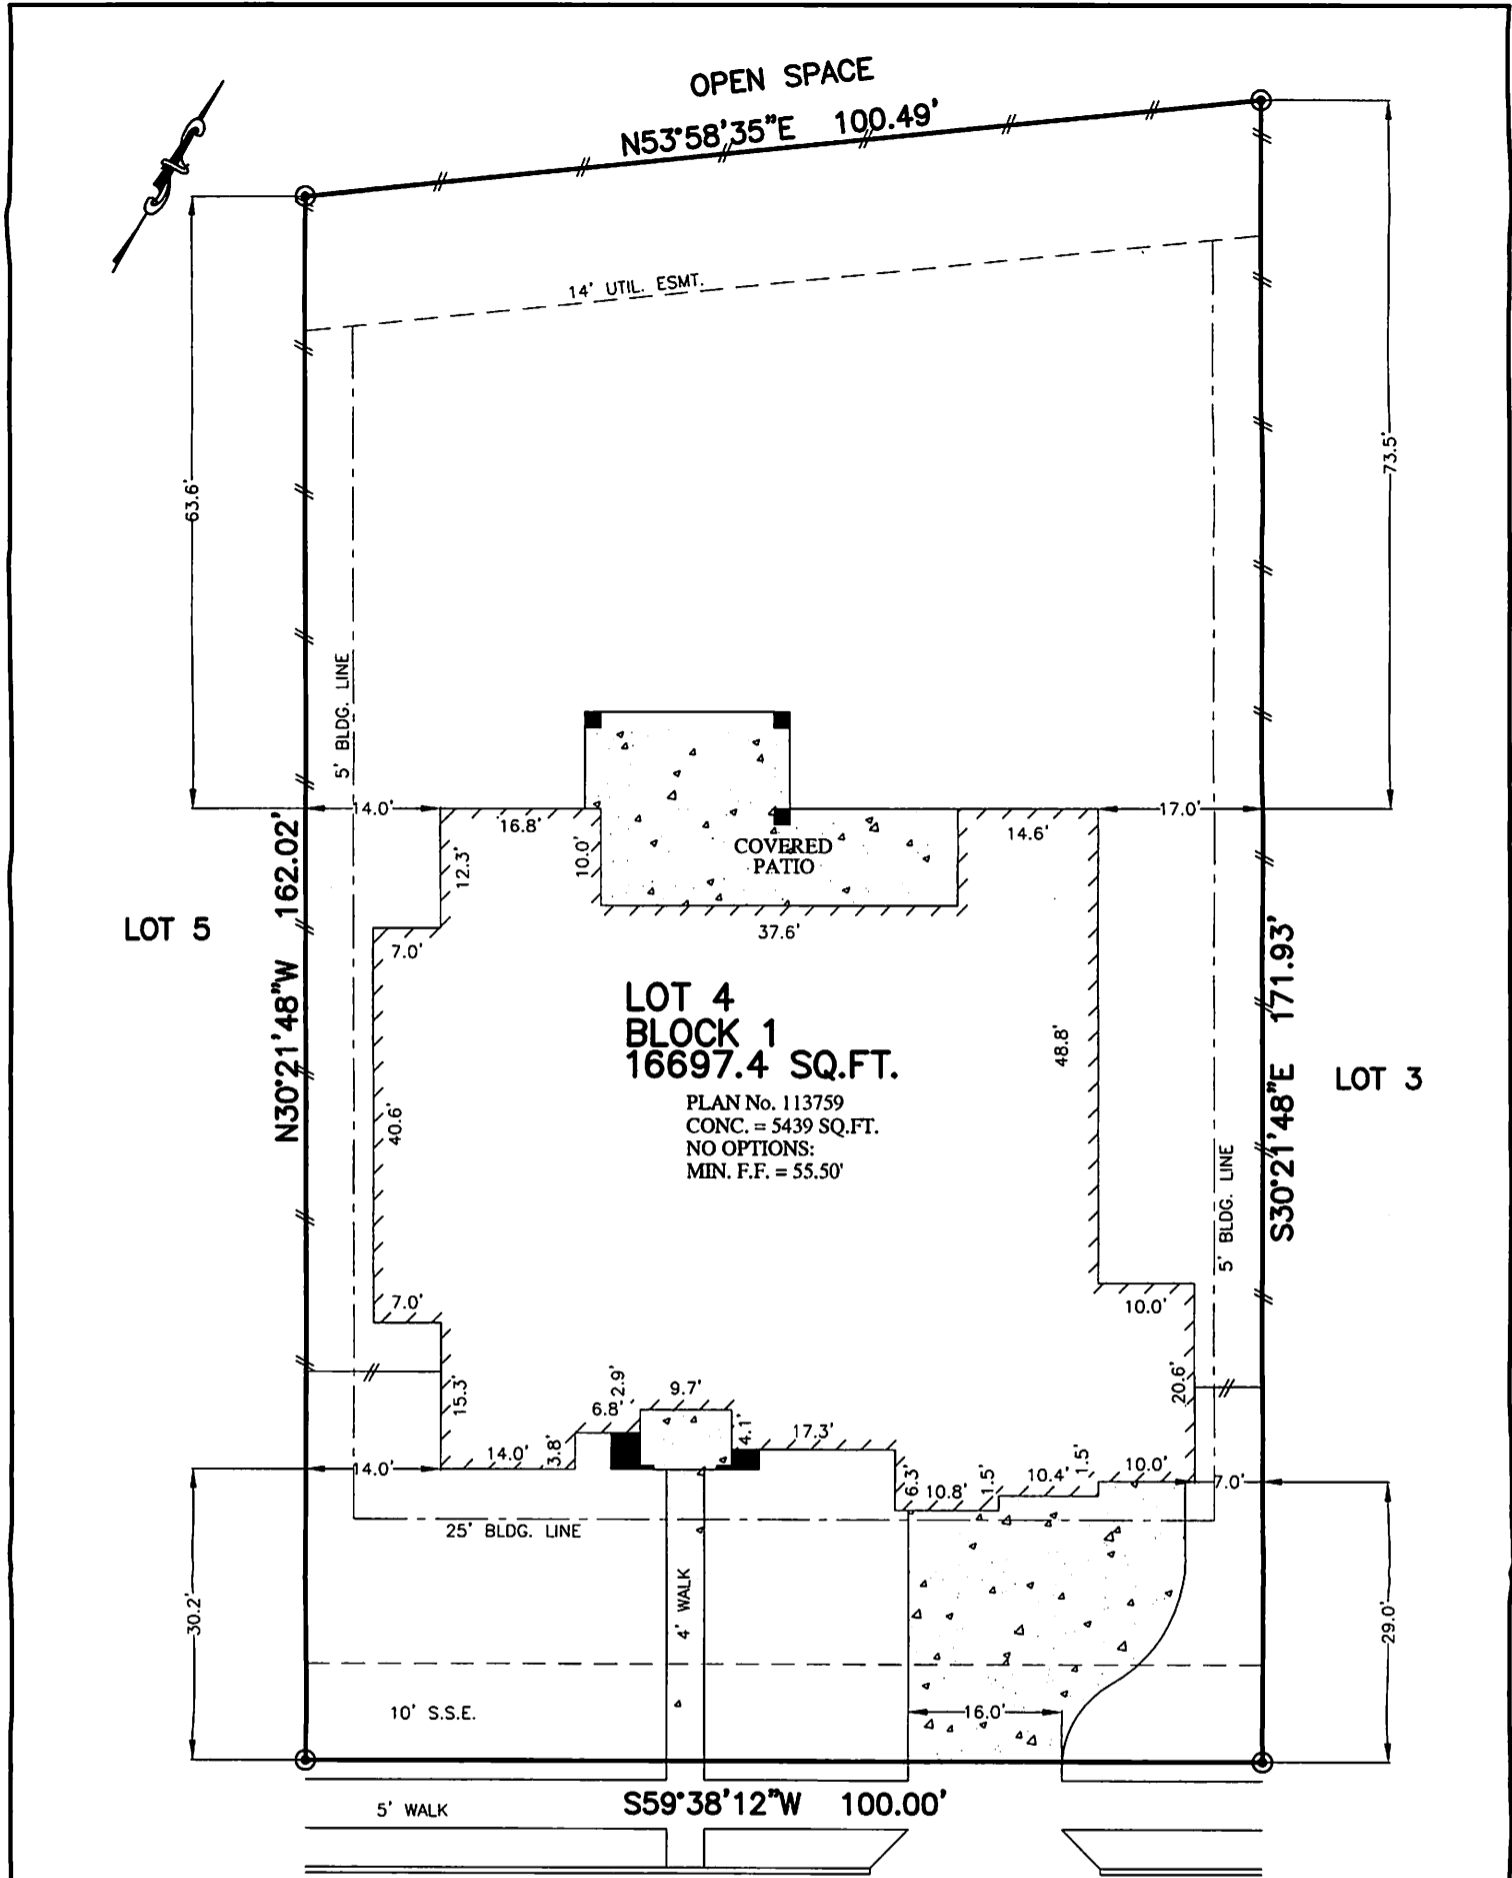 OPEN SPACE
N53°58'35"E 100.49'
14' UTIL. ESMT.
63.6'
73.5'
5' BLDG. LINE
14.0'
16.8'
14.6'
17.0'
12.3'
10.0'
COVERED
PATIO
37.6'
7.0'
LOT 5
N30°21'48"W 162.02'
LOT 4
BLOCK 1
16697.4 SQ.FT.
PLAN No. 113759
CONC. = 5439 SQ.FT.
NO OPTIONS:
MIN. F.F. = 55.50'
48.8'
S30°21'48"E 171.93'
LOT 3
40.6'
5' BLDG. LINE
7.0'
10.0'
15.3'
6.8'
2.9'
9.7'
4.1'
17.3'
20.6'
14.0'
14.0'
3.8'
6.3'
10.8'
1.5'
10.4'
1.5'
10.0'
7.0'
25' BLDG. LINE
30.2'
4' WALK
29.0'
10' S.S.E.
16.0'
5' WALK
S59°38'12"W 100.00'